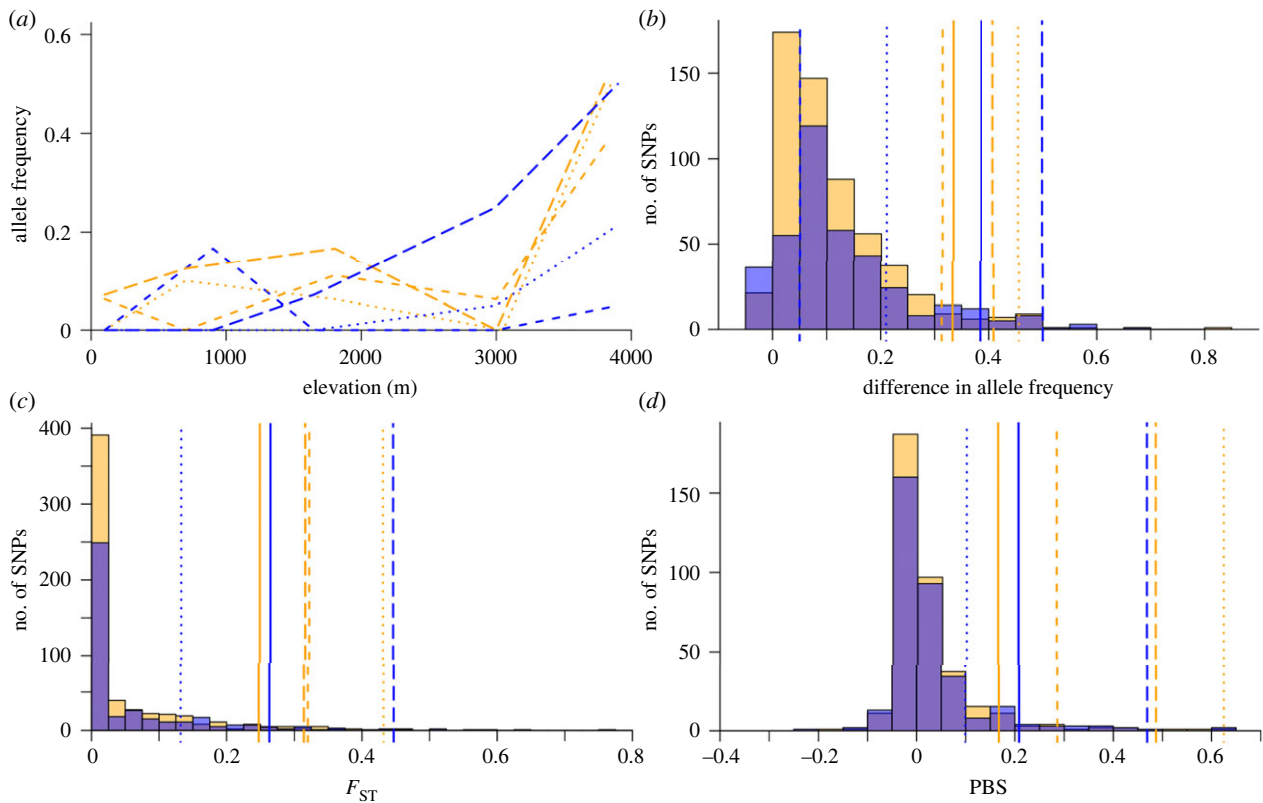 (a)
0.6
0.4
0.2
0
allele frequency
0 1000 2000 3000 4000
elevation (m)
(b)
150
100
50
0
no. of SNPs
0 0.2 0.4 0.6 0.8
difference in allele frequency
(c)
400
300
200
100
0
no. of SNPs
0 0.2 0.4 0.6 0.8
FST
(d)
150
100
50
0
no. of SNPs
–0.4 –0.2 0 0.2 0.4 0.6
PBS